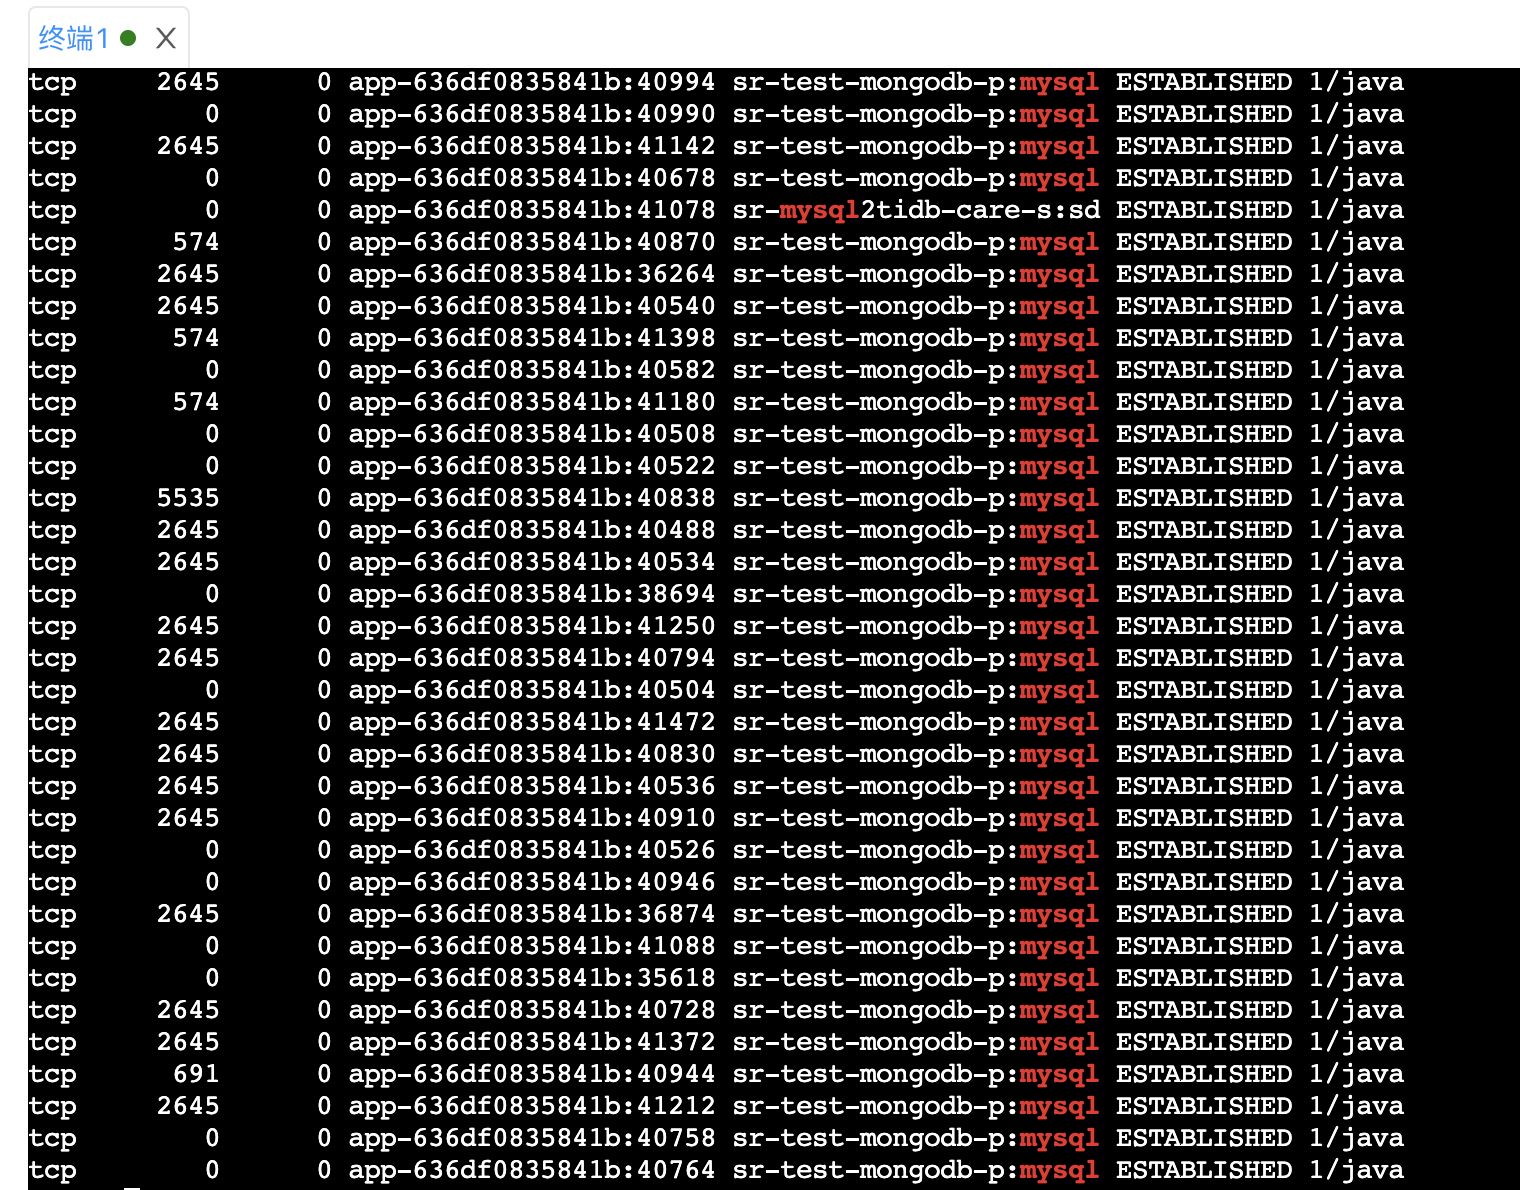 终端1 ● X
tcp 2645 0 app-636df0835841b:40994 sr-test-mongodb-p:mysql ESTABLISHED 1/java
tcp 0 0 app-636df0835841b:40990 sr-test-mongodb-p:mysql ESTABLISHED 1/java
tcp 2645 0 app-636df0835841b:41142 sr-test-mongodb-p:mysql ESTABLISHED 1/java
tcp 0 0 app-636df0835841b:40678 sr-test-mongodb-p:mysql ESTABLISHED 1/java
tcp 0 0 app-636df0835841b:41078 sr-mysql2tidb-care-s:sd ESTABLISHED 1/java
tcp 574 0 app-636df0835841b:40870 sr-test-mongodb-p:mysql ESTABLISHED 1/java
tcp 2645 0 app-636df0835841b:36264 sr-test-mongodb-p:mysql ESTABLISHED 1/java
tcp 2645 0 app-636df0835841b:40540 sr-test-mongodb-p:mysql ESTABLISHED 1/java
tcp 574 0 app-636df0835841b:41398 sr-test-mongodb-p:mysql ESTABLISHED 1/java
tcp 0 0 app-636df0835841b:40582 sr-test-mongodb-p:mysql ESTABLISHED 1/java
tcp 574 0 app-636df0835841b:41180 sr-test-mongodb-p:mysql ESTABLISHED 1/java
tcp 0 0 app-636df0835841b:40508 sr-test-mongodb-p:mysql ESTABLISHED 1/java
tcp 0 0 app-636df0835841b:40522 sr-test-mongodb-p:mysql ESTABLISHED 1/java
tcp 5535 0 app-636df0835841b:40838 sr-test-mongodb-p:mysql ESTABLISHED 1/java
tcp 2645 0 app-636df0835841b:40488 sr-test-mongodb-p:mysql ESTABLISHED 1/java
tcp 2645 0 app-636df0835841b:40534 sr-test-mongodb-p:mysql ESTABLISHED 1/java
tcp 0 0 app-636df0835841b:38694 sr-test-mongodb-p:mysql ESTABLISHED 1/java
tcp 2645 0 app-636df0835841b:41250 sr-test-mongodb-p:mysql ESTABLISHED 1/java
tcp 2645 0 app-636df0835841b:40794 sr-test-mongodb-p:mysql ESTABLISHED 1/java
tcp 0 0 app-636df0835841b:40504 sr-test-mongodb-p:mysql ESTABLISHED 1/java
tcp 2645 0 app-636df0835841b:41472 sr-test-mongodb-p:mysql ESTABLISHED 1/java
tcp 2645 0 app-636df0835841b:40830 sr-test-mongodb-p:mysql ESTABLISHED 1/java
tcp 2645 0 app-636df0835841b:40536 sr-test-mongodb-p:mysql ESTABLISHED 1/java
tcp 2645 0 app-636df0835841b:40910 sr-test-mongodb-p:mysql ESTABLISHED 1/java
tcp 0 0 app-636df0835841b:40526 sr-test-mongodb-p:mysql ESTABLISHED 1/java
tcp 0 0 app-636df0835841b:40946 sr-test-mongodb-p:mysql ESTABLISHED 1/java
tcp 2645 0 app-636df0835841b:36874 sr-test-mongodb-p:mysql ESTABLISHED 1/java
tcp 0 0 app-636df0835841b:41088 sr-test-mongodb-p:mysql ESTABLISHED 1/java
tcp 0 0 app-636df0835841b:35618 sr-test-mongodb-p:mysql ESTABLISHED 1/java
tcp 2645 0 app-636df0835841b:40728 sr-test-mongodb-p:mysql ESTABLISHED 1/java
tcp 2645 0 app-636df0835841b:41372 sr-test-mongodb-p:mysql ESTABLISHED 1/java
tcp 691 0 app-636df0835841b:40944 sr-test-mongodb-p:mysql ESTABLISHED 1/java
tcp 2645 0 app-636df0835841b:41212 sr-test-mongodb-p:mysql ESTABLISHED 1/java
tcp 0 0 app-636df0835841b:40758 sr-test-mongodb-p:mysql ESTABLISHED 1/java
tcp 0 0 app-636df0835841b:40764 sr-test-mongodb-p:mysql ESTABLISHED 1/java